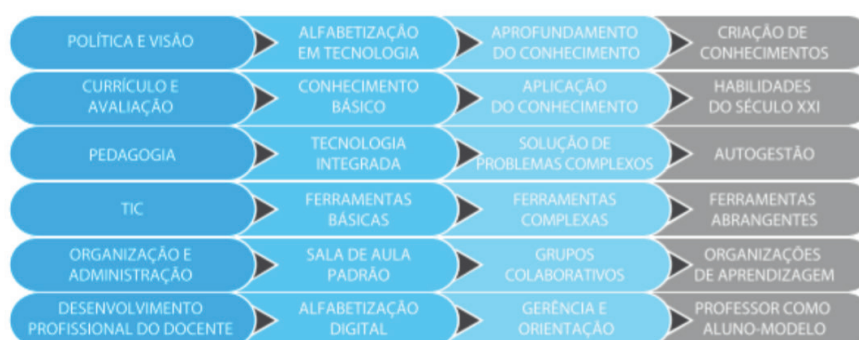 POLÍTICA E VISÃO
ALFABETIZAÇÃO
EM TECNOLOGIA
APROFUNDAMENTO
DO CONHECIMENTO
CRIAÇÃO DE
CONHECIMENTOS
CURRÍCULO E
AVALIAÇÃO
CONHECIMENTO
BÁSICO
APLICAÇÃO
DO CONHECIMENTO
HABILIDADES
DO SÉCULO XXI
PEDAGOGIA
TECNOLOGIA
INTEGRADA
SOLUÇÃO DE
PROBLEMAS COMPLEXOS
AUTOGESTÃO
TIC
FERRAMENTAS
BÁSICAS
FERRAMENTAS
COMPLEXAS
FERRAMENTAS
ABRANGENTES
ORGANIZAÇÃO E
ADMINISTRAÇÃO
SALA DE AULA
PADRÃO
GRUPOS
COLABORATIVOS
ORGANIZAÇÕES
DE APRENDIZAGEM
DESENVOLVIMENTO
PROFISSIONAL DO DOCENTE
ALFABETIZAÇÃO
DIGITAL
GERÊNCIA E
ORIENTAÇÃO
PROFESSOR COMO
ALUNO-MODELO